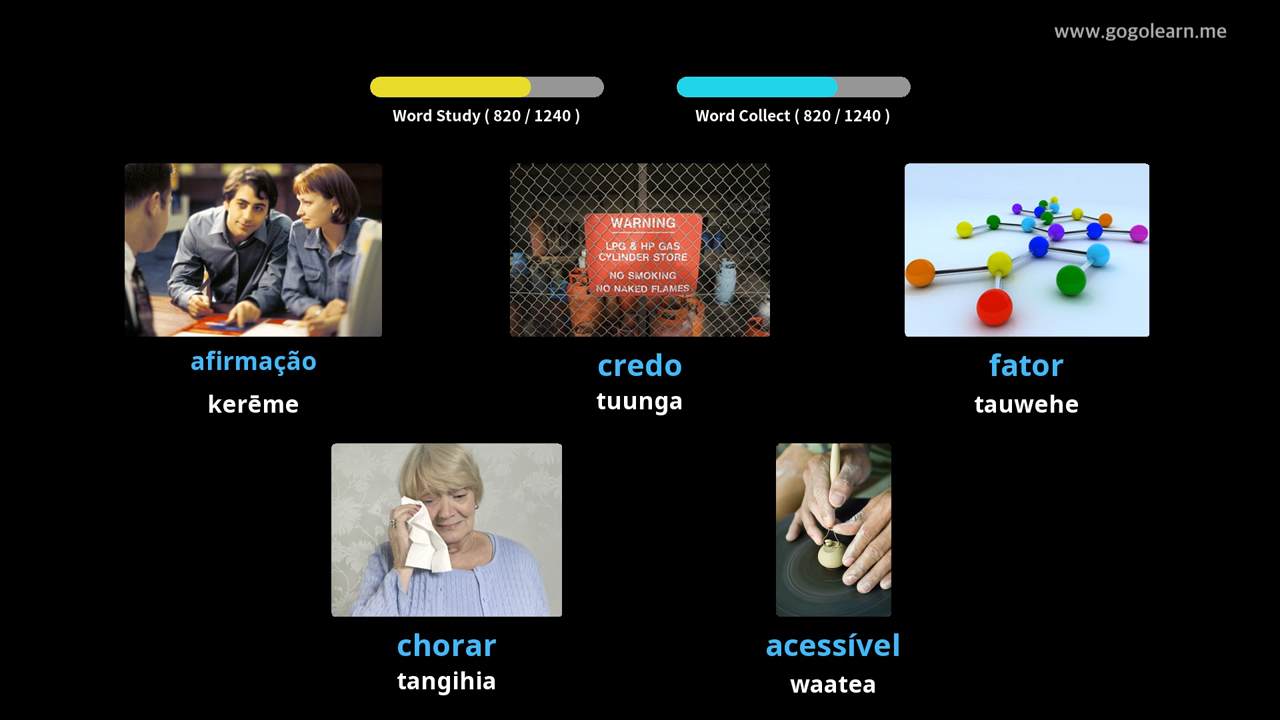 www.gogolearn.me
Word Study ( 820 / 1240 )
Word Collect ( 820 / 1240 )
WARNING
LPG & HP GAS
CYLINDER STORE
NO SMOKING
NO NAKED FLAMES
afirmação
credo
fator
kerēme
tuunga
tauwehe
chorar
acessível
tangihia
waatea